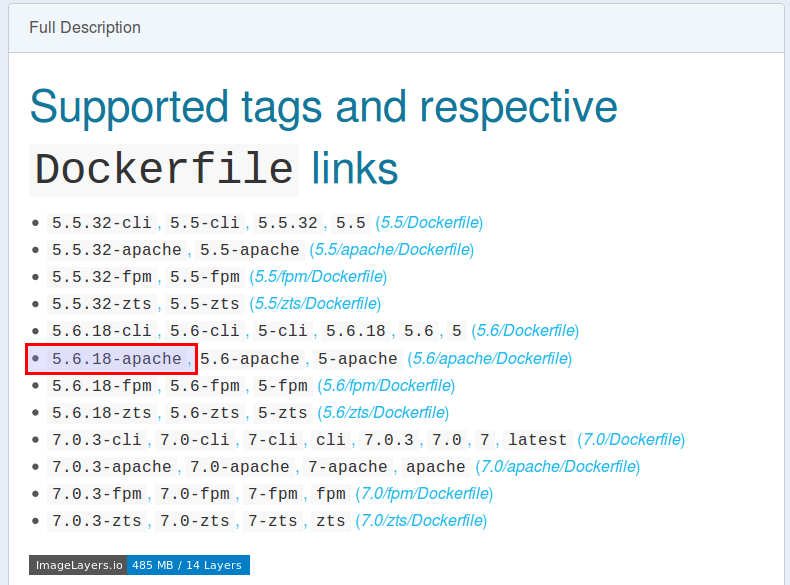 Full Description
Supported tags and respective
Dockerfile links
• 5.5.32-cli, 5.5-cli, 5.5.32, 5.5 (5.5/Dockerfile)
• 5.5.32-apache, 5.5-apache (5.5/apache/Dockerfile)
• 5.5.32-fpm, 5.5-fpm (5.5/fpm/Dockerfile)
• 5.5.32-zts, 5.5-zts (5.5/zts/Dockerfile)
• 5.6.18-cli, 5.6-cli, 5-cli, 5.6.18, 5.6, 5 (5.6/Dockerfile)
• 5.6.18-apache, 5.6-apache, 5-apache (5.6/apache/Dockerfile)
• 5.6.18-fpm, 5.6-fpm, 5-fpm (5.6/fpm/Dockerfile)
• 5.6.18-zts, 5.6-zts, 5-zts (5.6/zts/Dockerfile)
• 7.0.3-cli, 7.0-cli, 7-cli, cli, 7.0.3, 7.0, 7, latest (7.0/Dockerfile)
• 7.0.3-apache, 7.0-apache, 7-apache, apache (7.0/apache/Dockerfile)
• 7.0.3-fpm, 7.0-fpm, 7-fpm, fpm (7.0/fpm/Dockerfile)
• 7.0.3-zts, 7.0-zts, 7-zts, zts (7.0/zts/Dockerfile)
ImageLayers.io 485 MB / 14 Layers